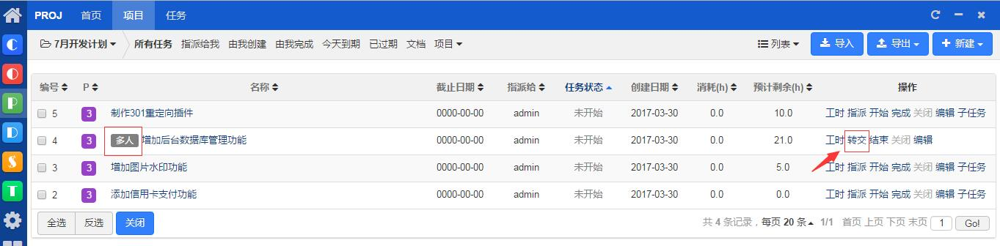 PROJ 首页 项目 任务
7月开发计划 所有任务 指派给我 由我创建 由我完成 今天到期 已过期 文档 项目 列表 导入 导出 新建
编号 P 名称 截止日期 指派给 任务状态 创建日期 消耗(h) 预计剩余(h) 操作
5 3 制作301重定向插件 0000-00-00 admin 未开始 2017-03-30 0.0 10.0 工时 指派 开始 完成 关闭 编辑 子任务
4 3 多人 增加后台数据库管理功能 0000-00-00 admin 未开始 2017-03-30 0.0 21.0 工时 转交 结束 关闭 编辑
3 3 增加图片水印功能 0000-00-00 admin 未开始 2017-03-30 0.0 5.0 工时 指派 开始 完成 关闭 编辑 子任务
2 3 添加信用卡支付功能 0000-00-00 admin 未开始 2017-03-30 0.0 0.0 工时 指派 开始 完成 关闭 编辑 子任务
全选 反选 关闭 共 4 条记录，每页 20 条 1/1 首页 上页 下页 末页 1 Go!